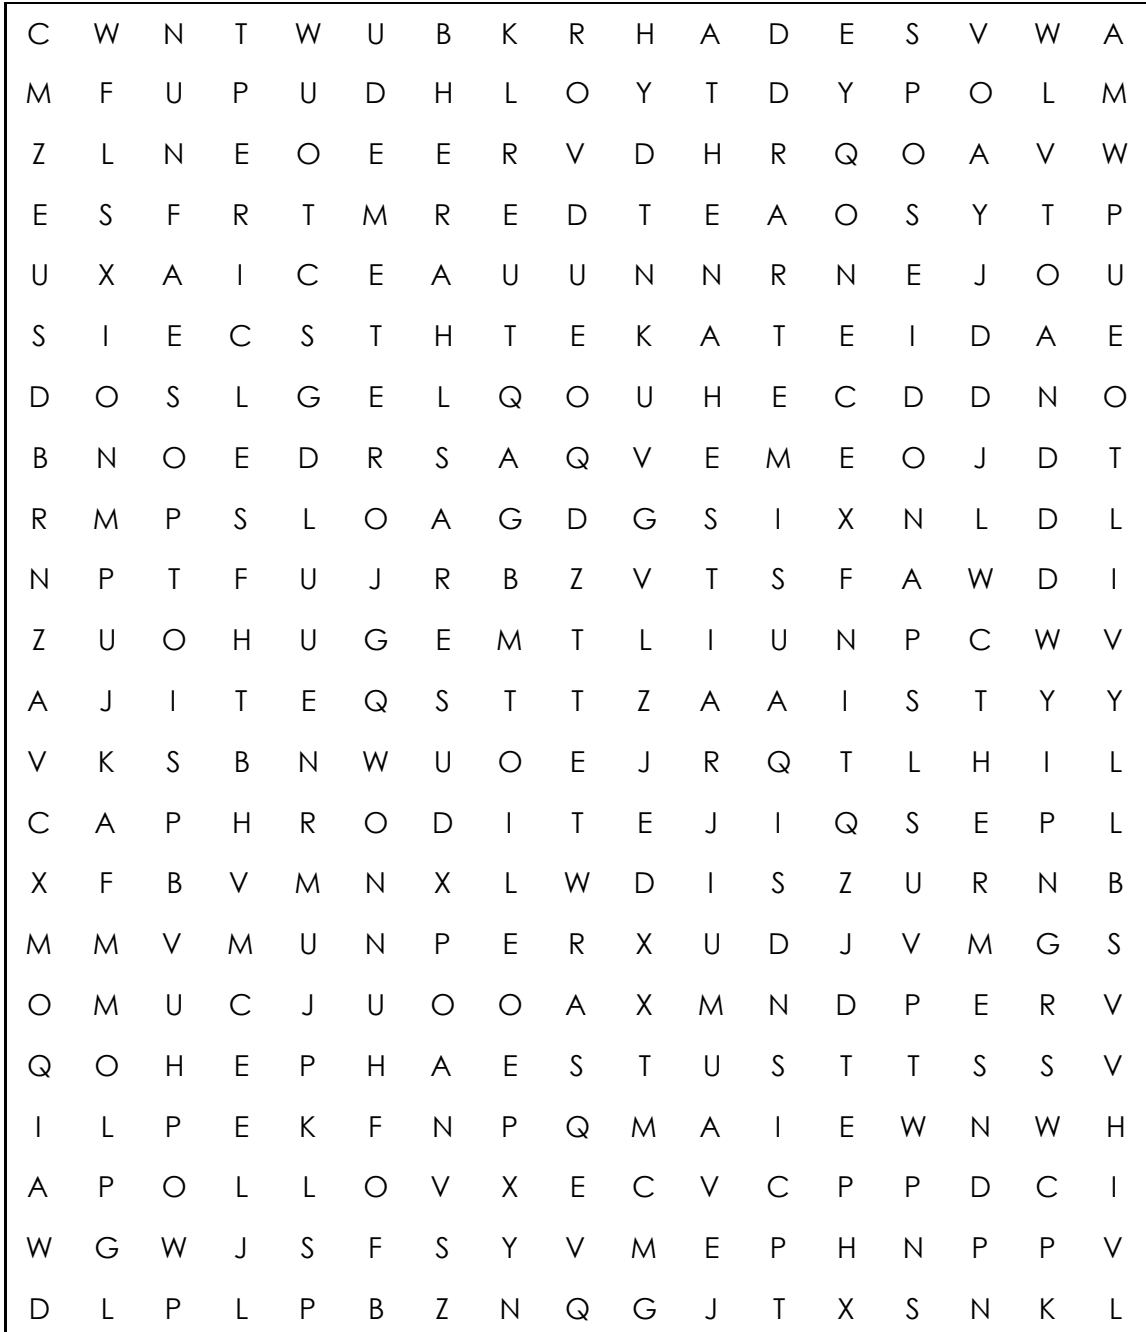 C W N T W U B K R H A D E S V W A
M F U P U D H L O Y T D Y P O L M
Z L N E O E E R V D H R Q O A V W
E S F R T M R E D T E A O S Y T P
U X A I C E A U U N N R N E J O U
S I E C S T H T E K A T E I D A E
D O S L G E L Q O U H E C D D N O
B N O E D R S A Q V E M E O J D T
R M P S L O A G D G S I X N L D L
N P T F U J R B Z V T S F A W D I
Z U O H U G E M T L I U N P C W V
A J I T E Q S T T Z A A I S T Y Y
V K S B N W U O E J R Q T L H I L
C A P H R O D I T E J I Q S E P L
X F B V M N X L W D I S Z U R N B
M M V M U N P E R X U D J V M G S
O M U C J U O O A X M N D P E R V
Q O H E P H A E S T U S T T S S V
I L P E K F N P Q M A I E W N W H
A P O L L O V X E C V C P P D C I
W G W J S F S Y V M E P H N P P V
D L P L P B Z N Q G J T X S N K L